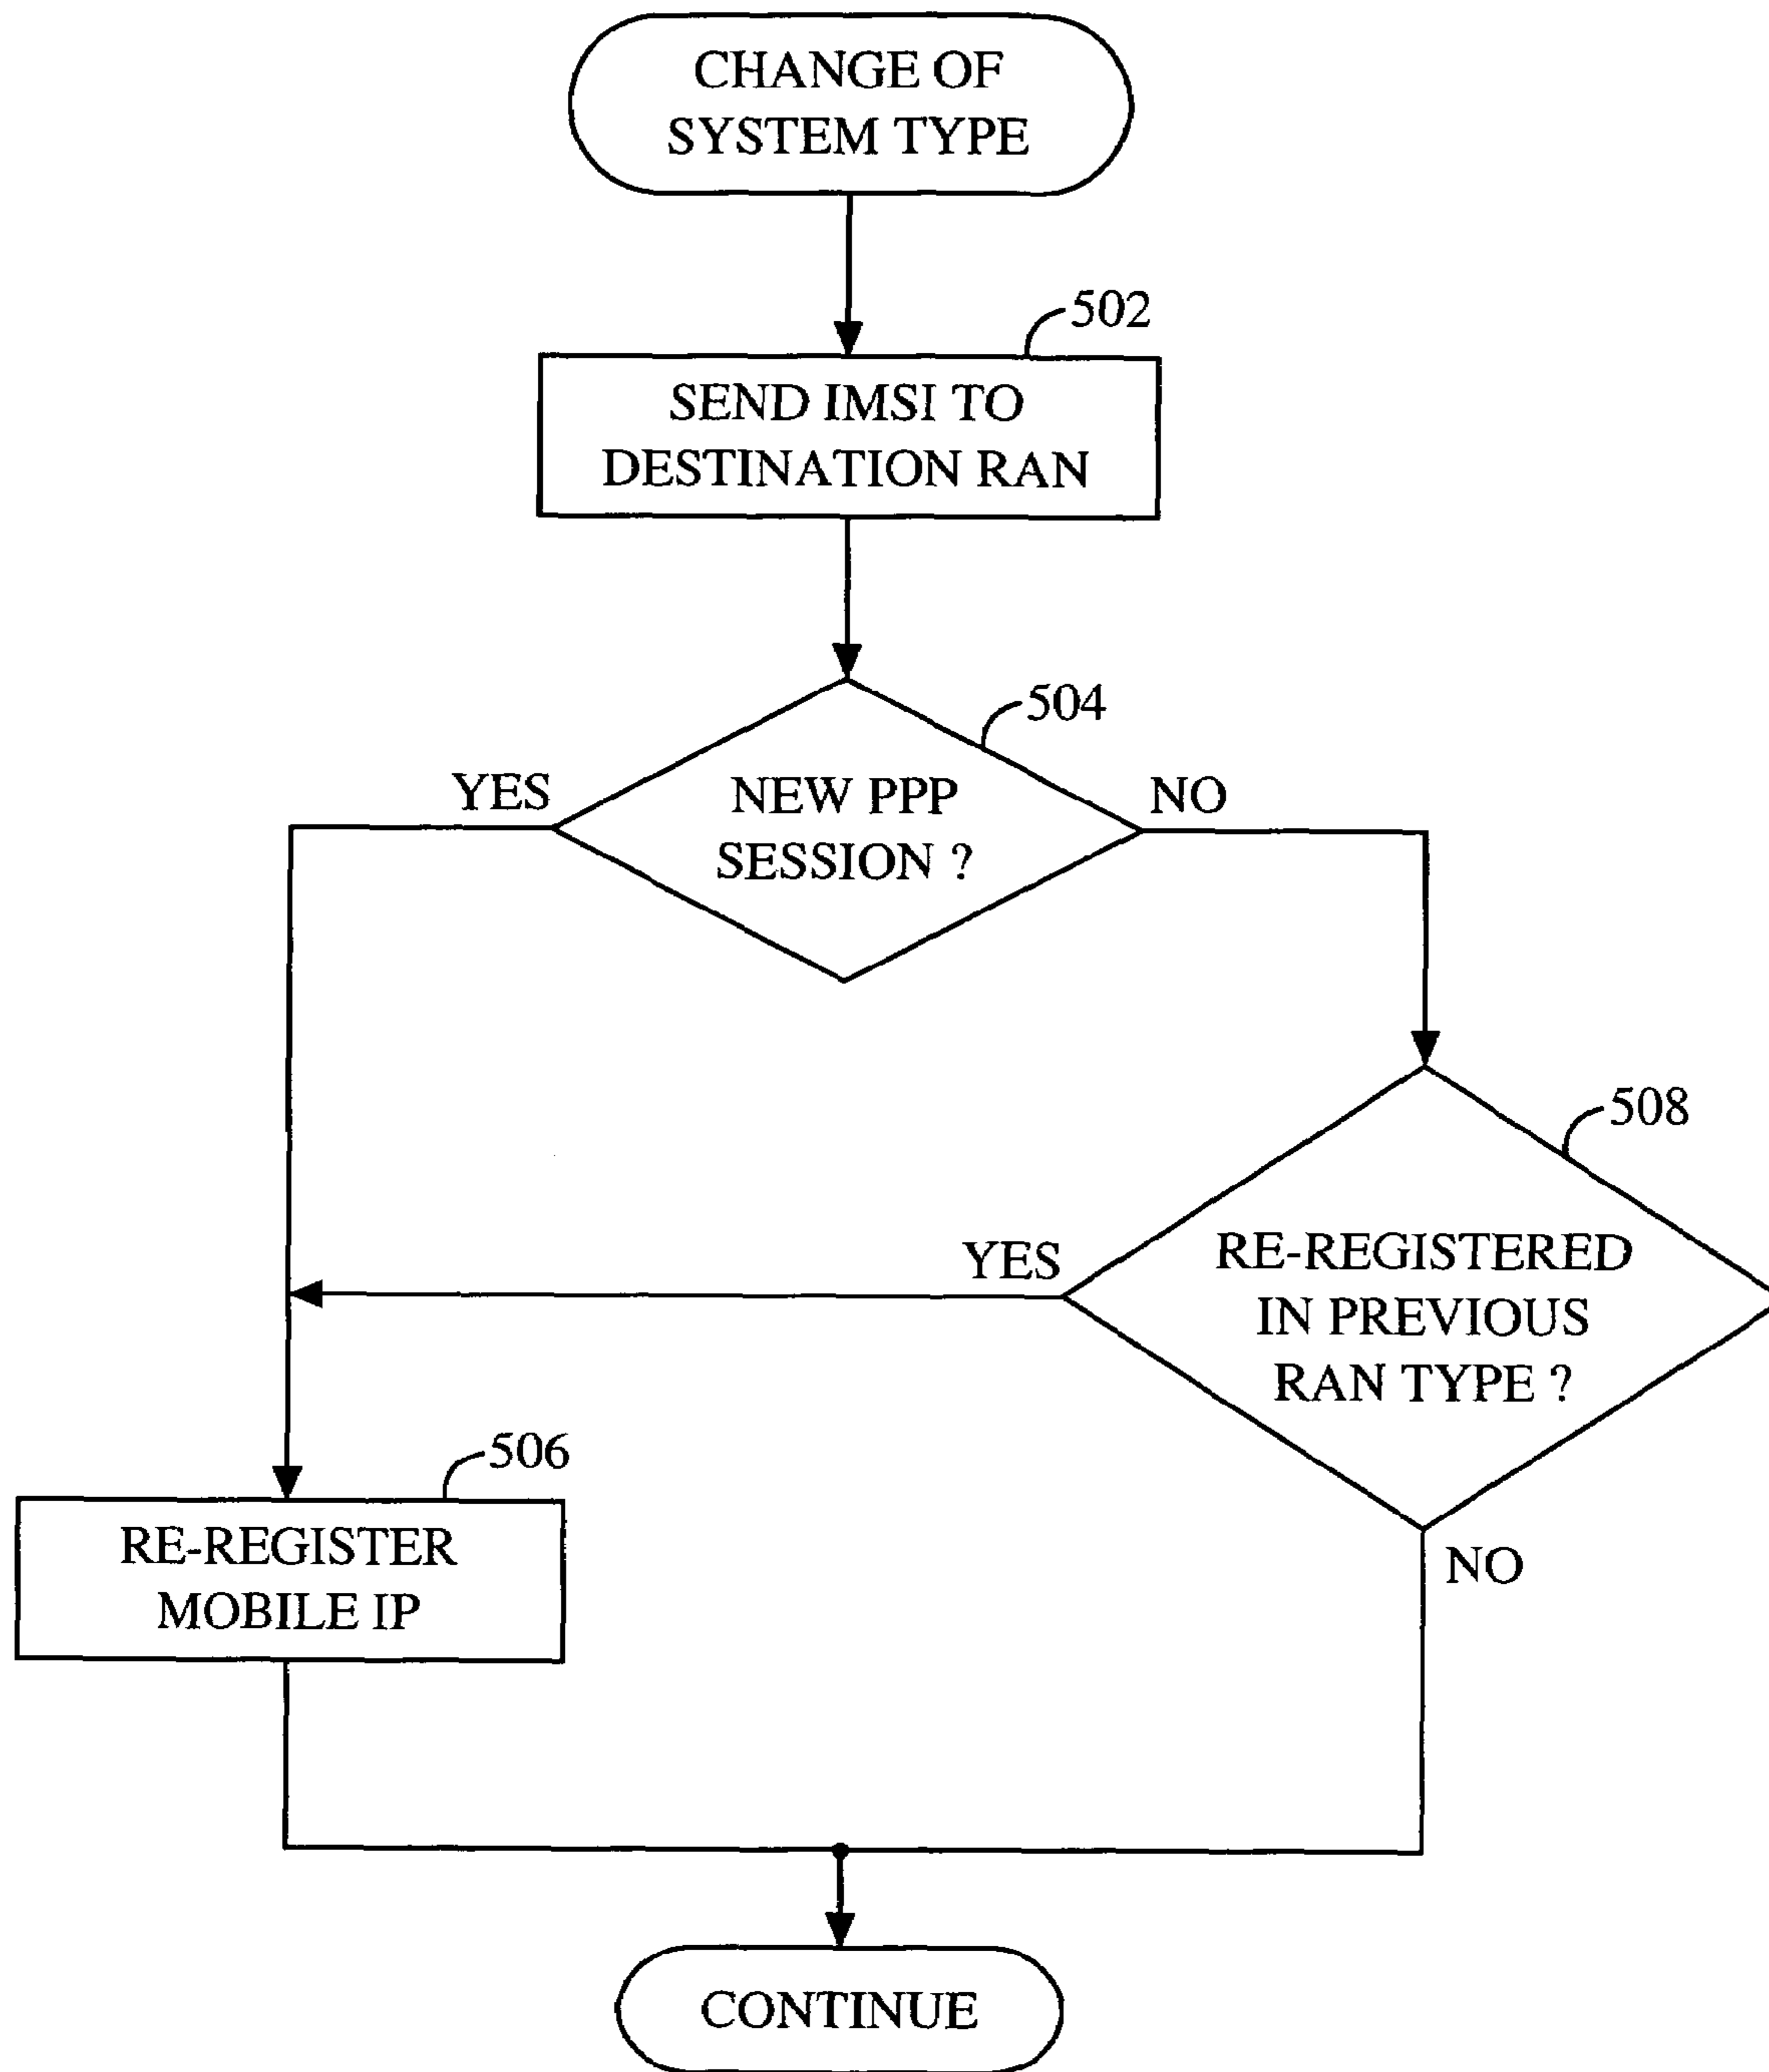 CHANGE OF
SYSTEM TYPE
502
SEND IMSI TO
DESTINATION RAN
504
YES
NEW PPP
SESSION ?
NO
508
YES
RE-REGISTERED
IN PREVIOUS
RAN TYPE ?
506
RE-REGISTER
MOBILE IP
NO
CONTINUE